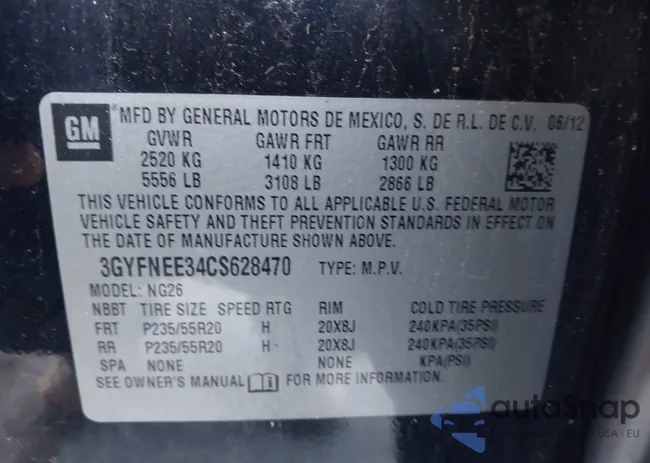 GM
MFD BY GENERAL MOTORS DE MEXICO, S. DE R.L. DE C.V. 06/12
GVWR GAWR FRT GAWR RR
2520 KG 1410 KG 1300 KG
5556 LB 3108 LB 2866 LB
THIS VEHICLE CONFORMS TO ALL APPLICABLE U.S. FEDERAL MOTOR
VEHICLE SAFETY AND THEFT PREVENTION STANDARDS IN EFFECT ON
THE DATE OF MANUFACTURE SHOWN ABOVE.
3GYFNEE34CS628470 TYPE: M.P.V.
MODEL: NG26
NBBT TIRE SIZE SPEED RTG RIM COLD TIRE PRESSURE
FRT P235/55R20 H 20X8J 240KPA(35PSI)
RR P235/55R20 H 20X8J 240KPA(35PSI)
SPA NONE NONE KPA(PSI)
SEE OWNER'S MANUAL FOR MORE INFORMATION.
autoSnap
USA - EU